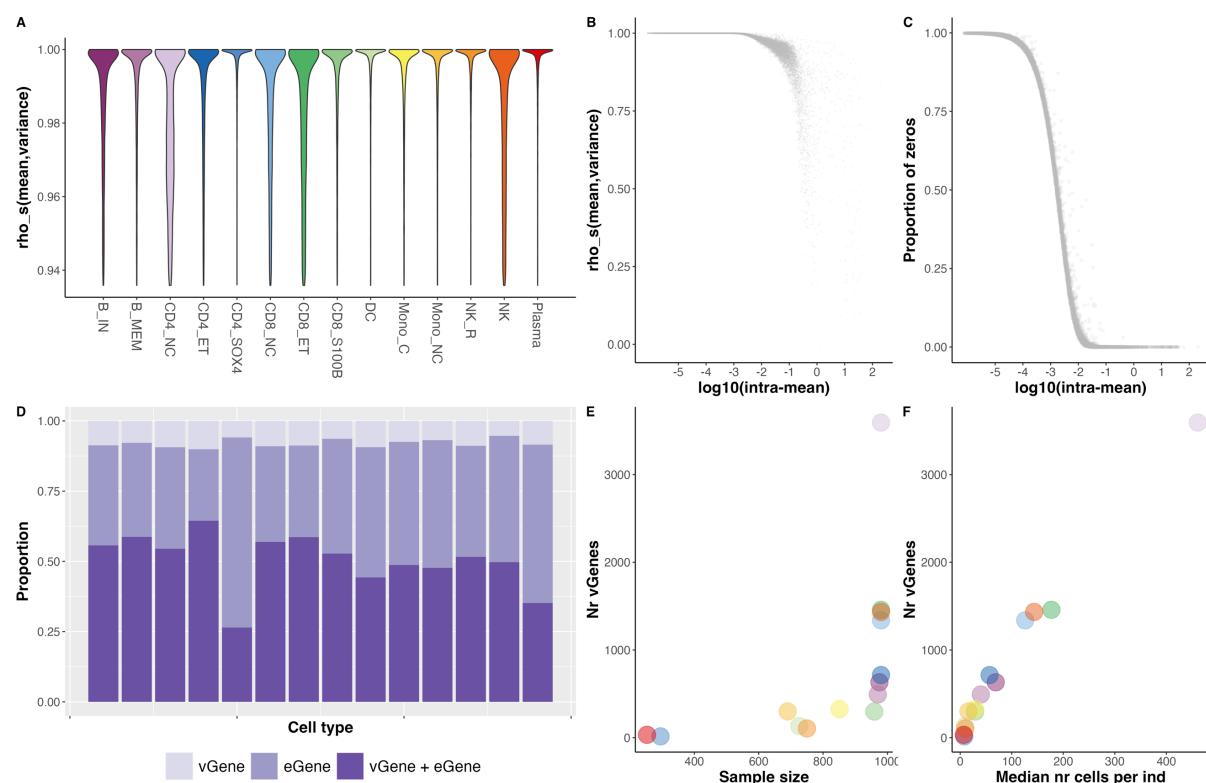 A
rho_s(mean,variance)
1.00
0.98
0.96
0.94
B_IN
B_MEM
CD4_NC
CD4_ET
CD4_SOX4
CD8_NC
CD8_ET
CD8_S100B
DC
Mono_C
Mono_NC
NK_R
NK
Plasma
B
rho_s(mean,variance)
1.00
0.75
0.50
0.25
0.00
-5 -4 -3 -2 -1 0 1 2
log10(intra-mean)
C
Proportion of zeros
1.00
0.75
0.50
0.25
0.00
-5 -4 -3 -2 -1 0 1 2
log10(intra-mean)
D
Proportion
1.00
0.75
0.50
0.25
0.00
Cell type
vGene eGene vGene + eGene
E
Nr vGenes
3000
2000
1000
0
400 600 800 1000
Sample size
F
Nr vGenes
3000
2000
1000
0
0 100 200 300 400
Median nr cells per ind